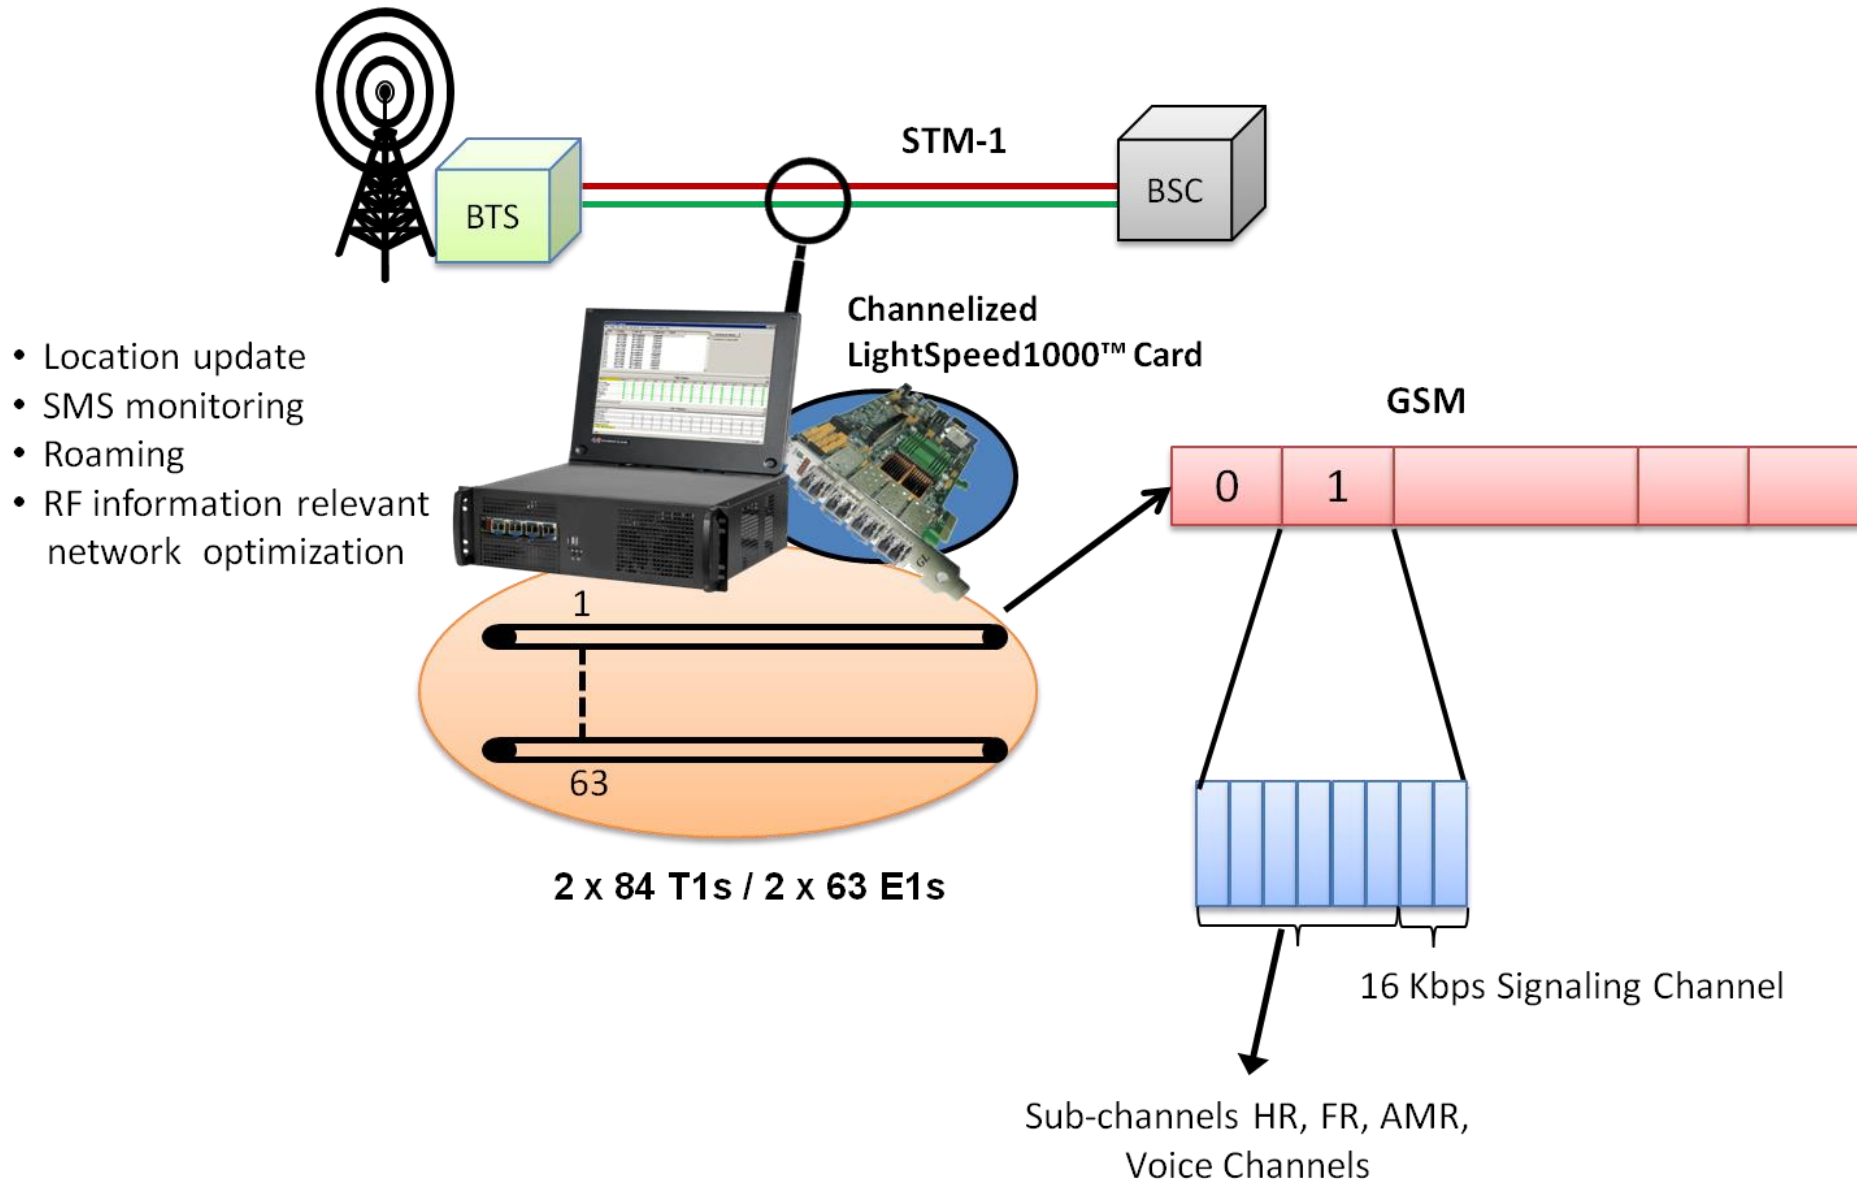 STM-1
BTS
BSC
Channelized
LightSpeed1000™ Card
• Location update
• SMS monitoring
• Roaming
• RF information relevant
network optimization
GSM
0 1
1
63
2 x 84 T1s / 2 x 63 E1s
16 Kbps Signaling Channel
Sub-channels HR, FR, AMR,
Voice Channels
GL